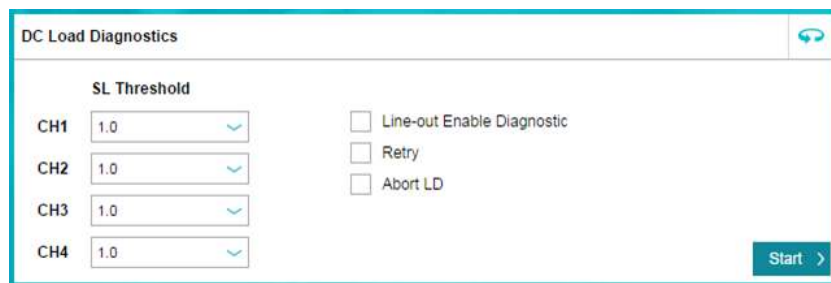 DC Load Diagnostics
SL Threshold
CH1 1.0
CH2 1.0
CH3 1.0
CH4 1.0
Line-out Enable Diagnostic
Retry
Abort LD
Start